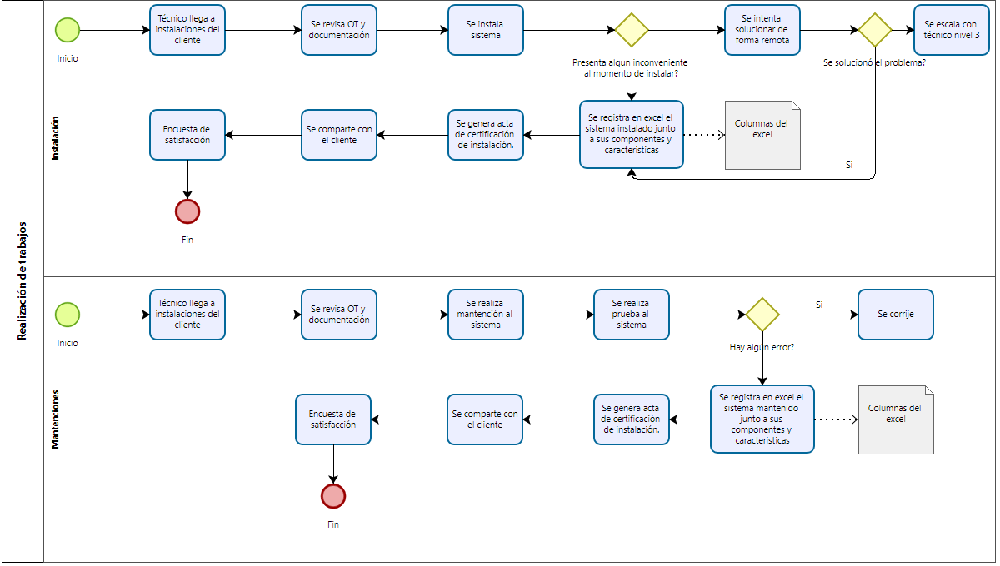 Realización de trabajos
Instalación
Inicio
Técnico llega a
instalaciones del
cliente
Se revisa OT y
documentación
Se instala
sistema
Presenta algun inconveniente
al momento de instalar?
Se intenta
solucionar de
forma remota
Se solucionó el problema?
Se escala con
técnico nivel 3
Si
Encuesta de
satisfacción
Se comparte con
el cliente
Se genera acta
de certificación
de instalación.
Se registra en excel el
sistema instalado junto
a sus componentes y
caracteristicas
Columnas del
excel
Fin
Mantenciones
Inicio
Técnico llega a
instalaciones del
cliente
Se revisa OT y
documentación
Se realiza
mantención al
sistema
Se realiza
prueba al
sistema
Hay algún error?
Si
Se corrije
Encuesta de
satisfacción
Se comparte con
el cliente
Se genera acta
de certificación
de instalación.
Se registra en excel el
sistema mantenido
junto a sus
componentes y
caracteristicas
Columnas del
excel
Fin